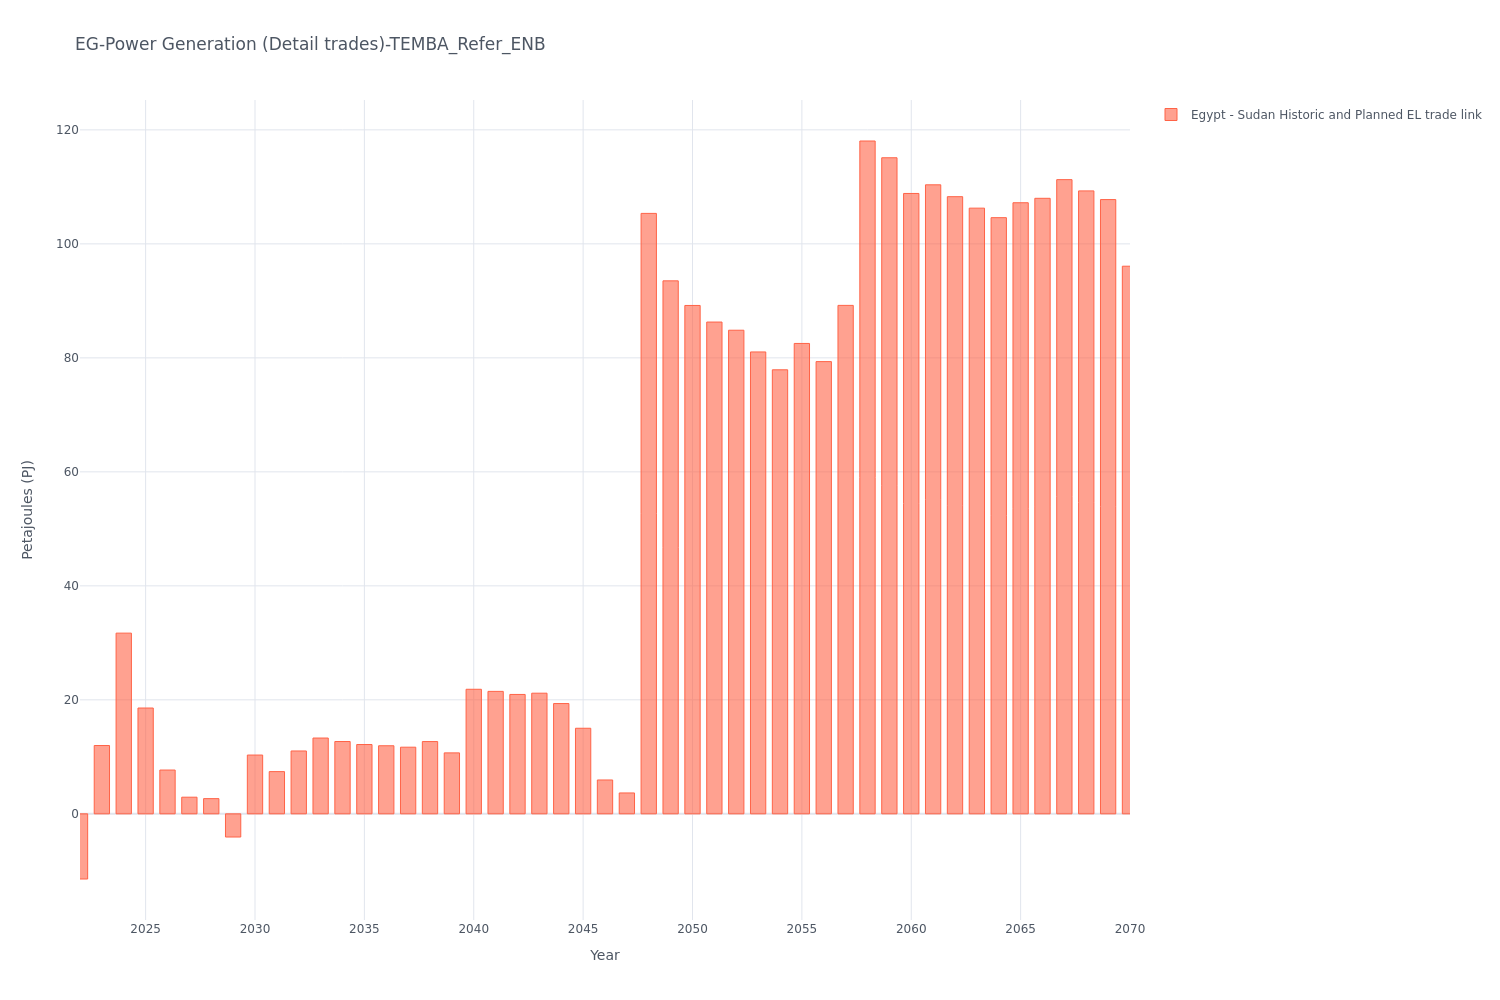 EG-Power Generation (Detail trades)-TEMBA_Refer_ENB
Egypt - Sudan Historic and Planned EL trade link
120
100
80
60
40
20
0
Petajoules (PJ)
2025 2030 2035 2040 2045 2050 2055 2060 2065 2070
Year